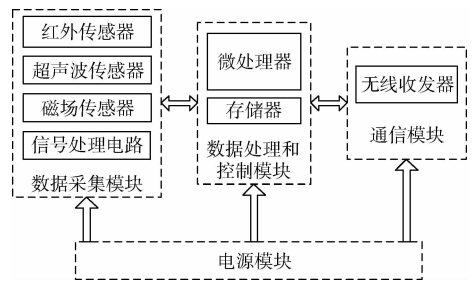 红外传感器
超声波传感器
磁场传感器
信号处理电路
数据采集模块
微处理器
存储器
数据处理和
控制模块
无线收发器
通信模块
电源模块